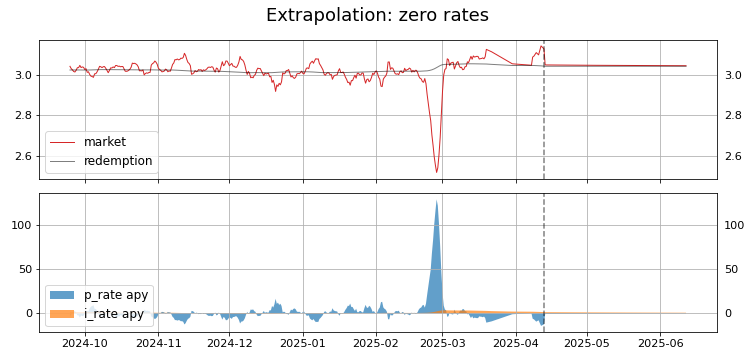 Extrapolation: zero rates
3.0 3.0
2.8 2.8
2.6 2.6
market
redemption
100 100
50 50
0 0
p_rate apy
i_rate apy
2024-10 2024-11 2024-12 2025-01 2025-02 2025-03 2025-04 2025-05 2025-06